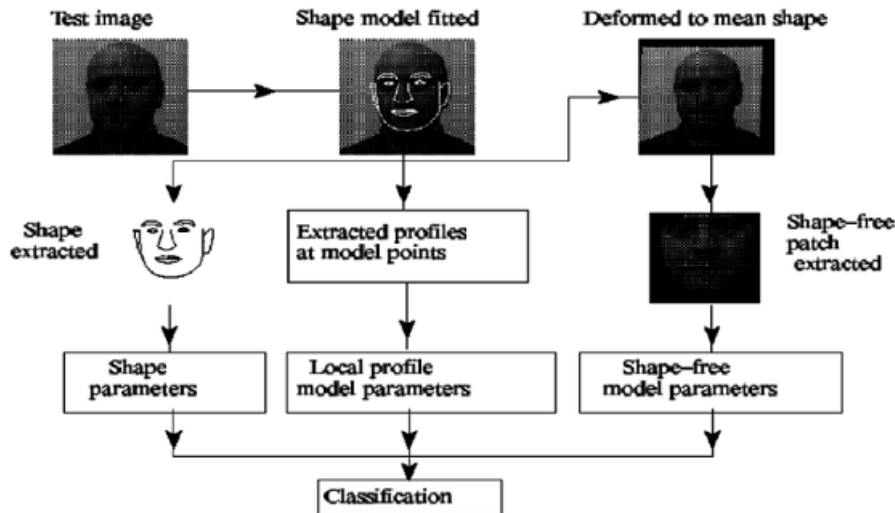 Test image
Shape model fitted
Deformed to mean shape
Shape
extracted
Extracted profiles
at model points
Shape-free
patch
extracted
Shape
parameters
Local profile
model parameters
Shape-free
model parameters
Classification